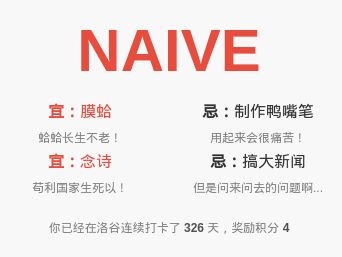 NAIVE
宜：膜蛤 忌：制作鸭嘴笔
蛤蛤长生不老！ 用起来会很痛苦！
宜：念诗 忌：搞大新闻
苟利国家生死以！ 但是问来问去的问题啊...
你已经在洛谷连续打卡了 326 天，奖励积分 4